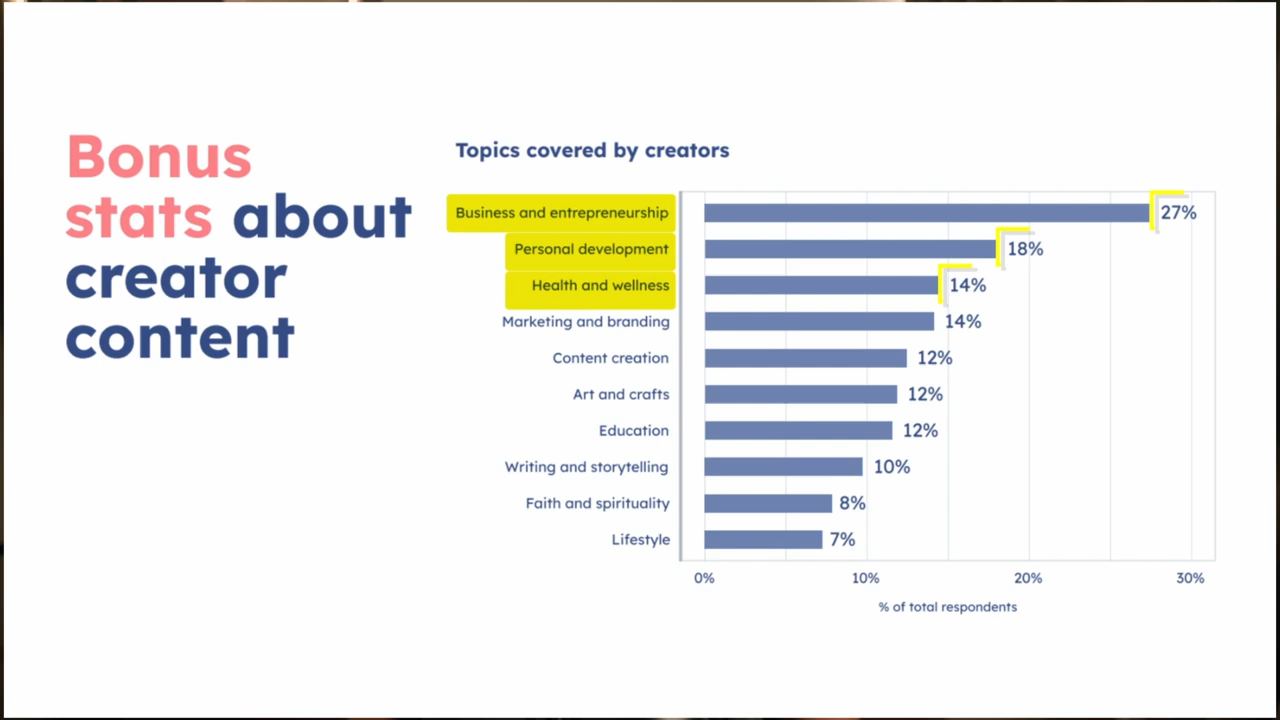 Bonus
stats about
creator
content
Topics covered by creators
Business and entrepreneurship 27%
Personal development 18%
Health and wellness 14%
Marketing and branding 14%
Content creation 12%
Art and crafts 12%
Education 12%
Writing and storytelling 10%
Faith and spirituality 8%
Lifestyle 7%
0% 10% 20% 30%
% of total respondents